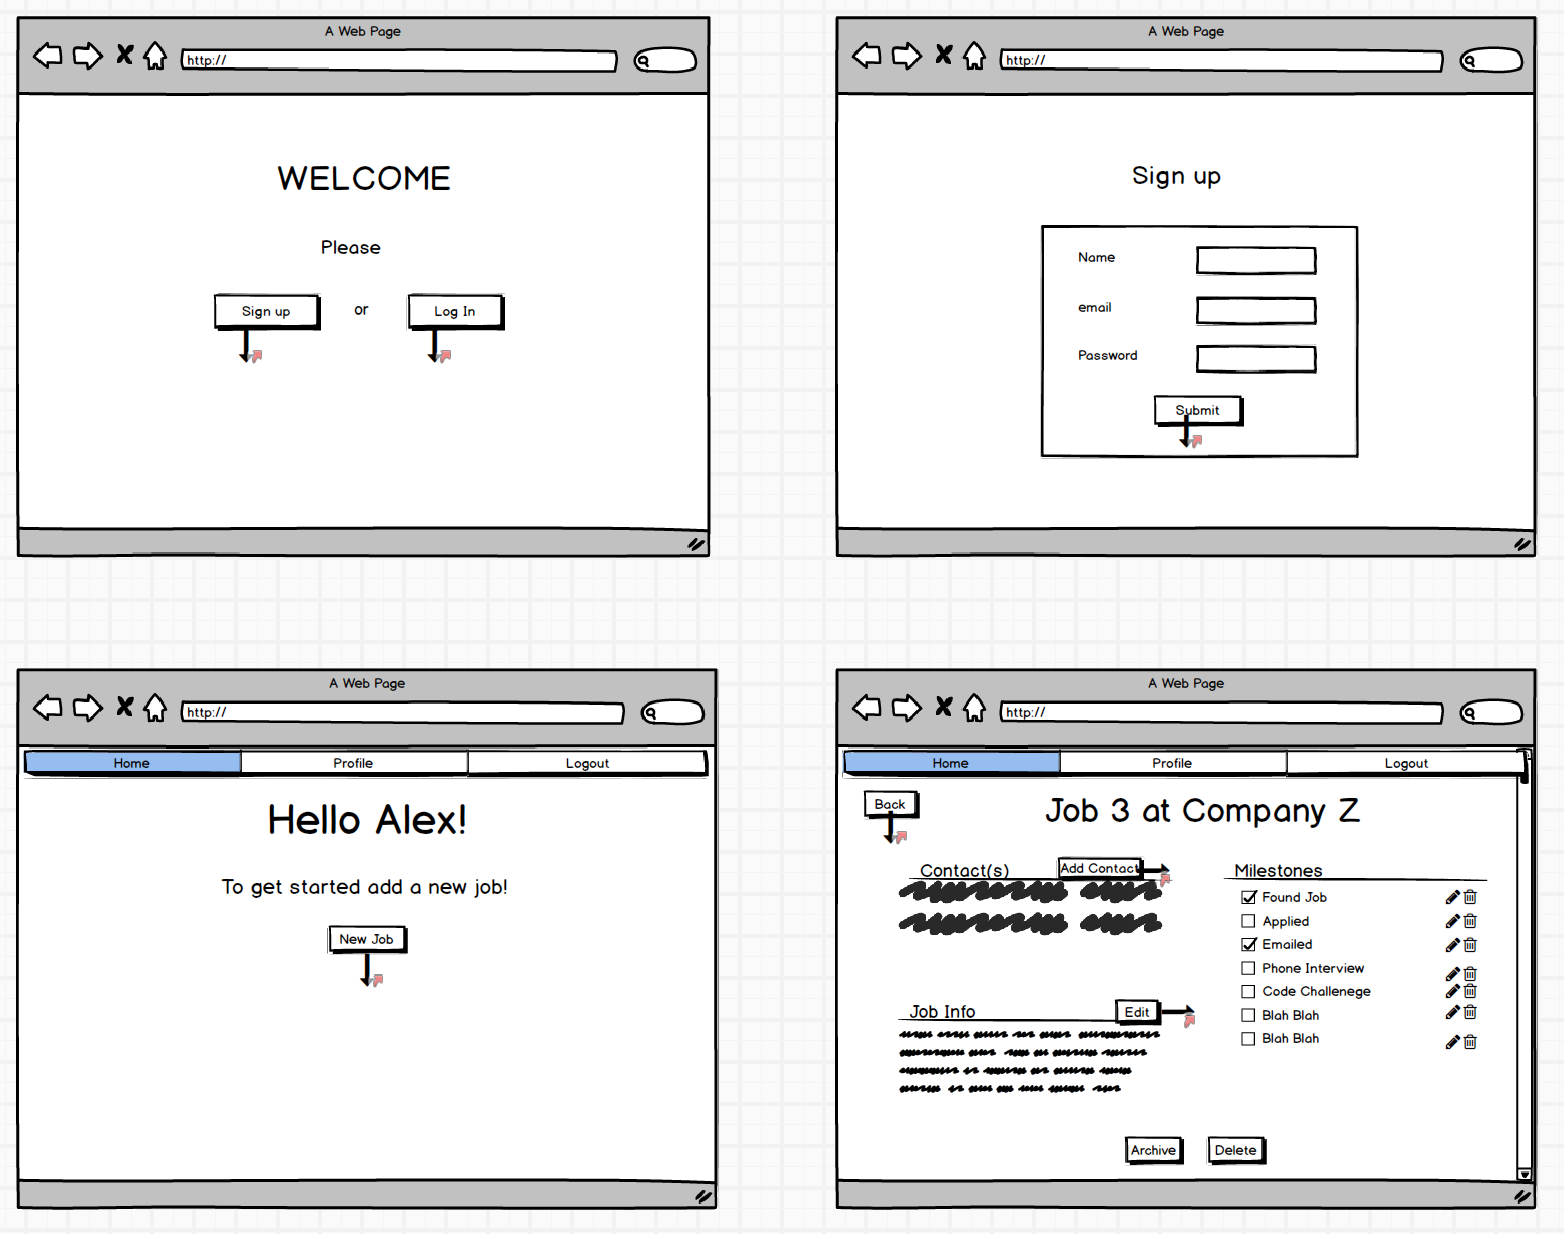 A Web Page
http://
WELCOME
Please
Sign up or Log In
A Web Page
http://
Sign up
Name
email
Password
Submit
A Web Page
http://
Home Profile Logout
Hello Alex!
To get started add a new job!
New Job
A Web Page
http://
Home Profile Logout
Back
Job 3 at Company Z
Contact(s) Add Contact
Job Info Edit
Milestones
Found Job
Applied
Emailed
Phone Interview
Code Challenege
Blah Blah
Blah Blah
Archive Delete